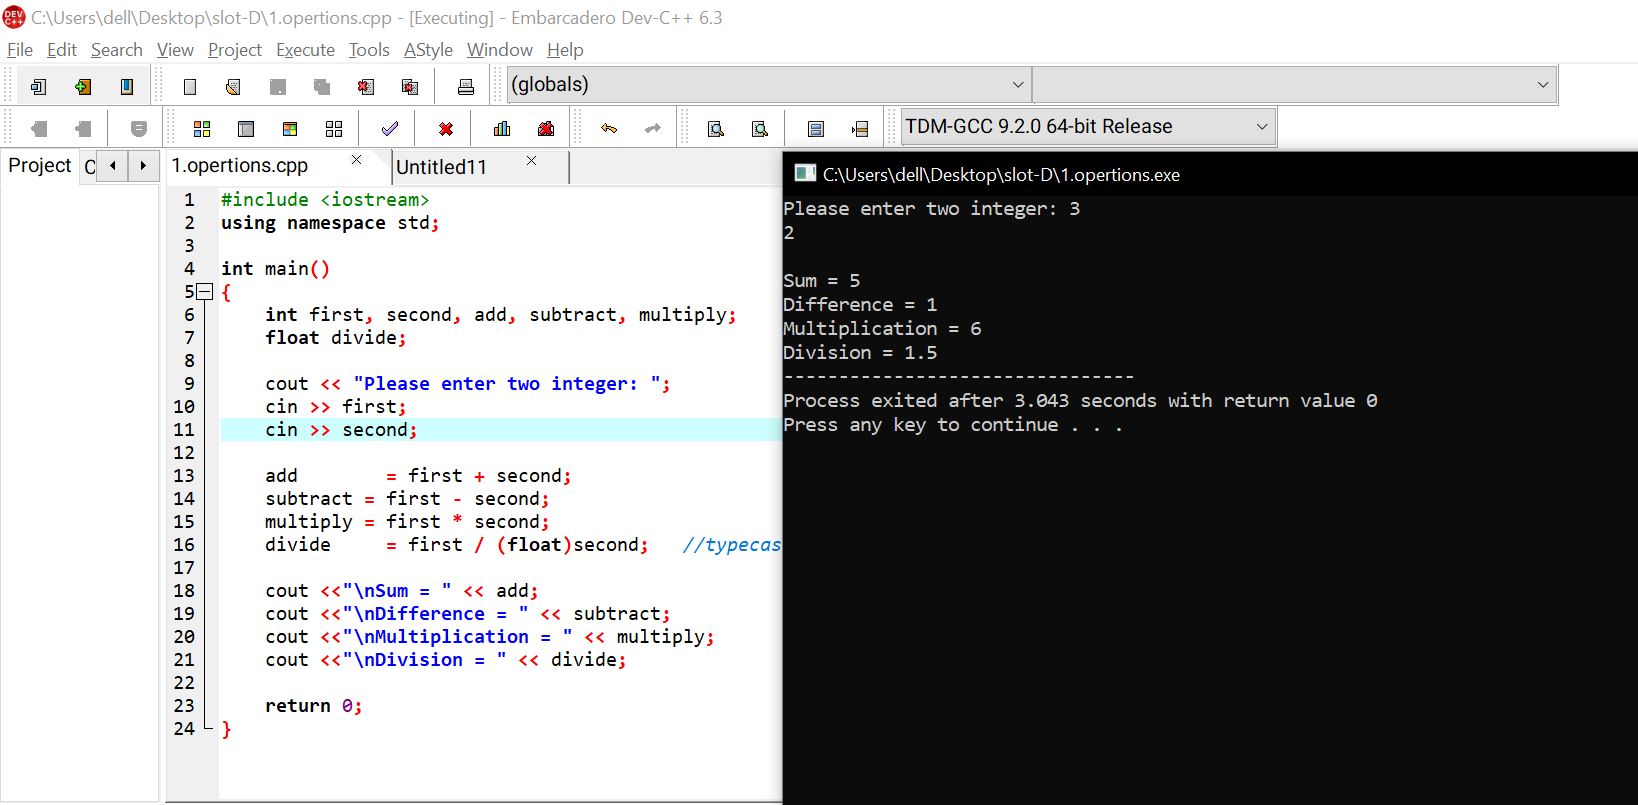 DEV C++ C:\Users\dell\Desktop\slot-D\1.opertions.cpp - [Executing] - Embarcadero Dev-C++ 6.3
File Edit Search View Project Execute Tools AStyle Window Help
(globals)
TDM-GCC 9.2.0 64-bit Release
Project C
1.opertions.cpp Untitled11
1 #include <iostream>
2 using namespace std;
3
4 int main()
5 {
6     int first, second, add, subtract, multiply;
7     float divide;
8
9     cout << "Please enter two integer: ";
10     cin >> first;
11     cin >> second;
12
13     add        = first + second;
14     subtract = first - second;
15     multiply = first * second;
16     divide     = first / (float)second;   //typecas
17
18     cout <<"\nSum = " << add;
19     cout <<"\nDifference = " << subtract;
20     cout <<"\nMultiplication = " << multiply;
21     cout <<"\nDivision = " << divide;
22
23     return 0;
24 }
C:\Users\dell\Desktop\slot-D\1.opertions.exe
Please enter two integer: 3
2
Sum = 5
Difference = 1
Multiplication = 6
Division = 1.5
--------------------------------
Process exited after 3.043 seconds with return value 0
Press any key to continue . . .